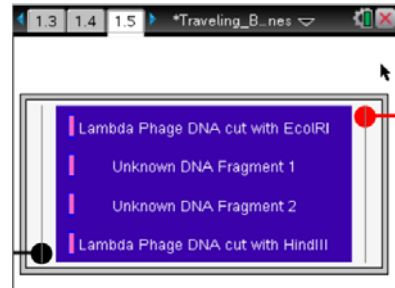 1.3 1.4 1.5 *Traveling_B...nes
Lambda Phage DNA cut with EcolRI
Unknown DNA Fragment 1
Unknown DNA Fragment 2
Lambda Phage DNA cut with HindIII